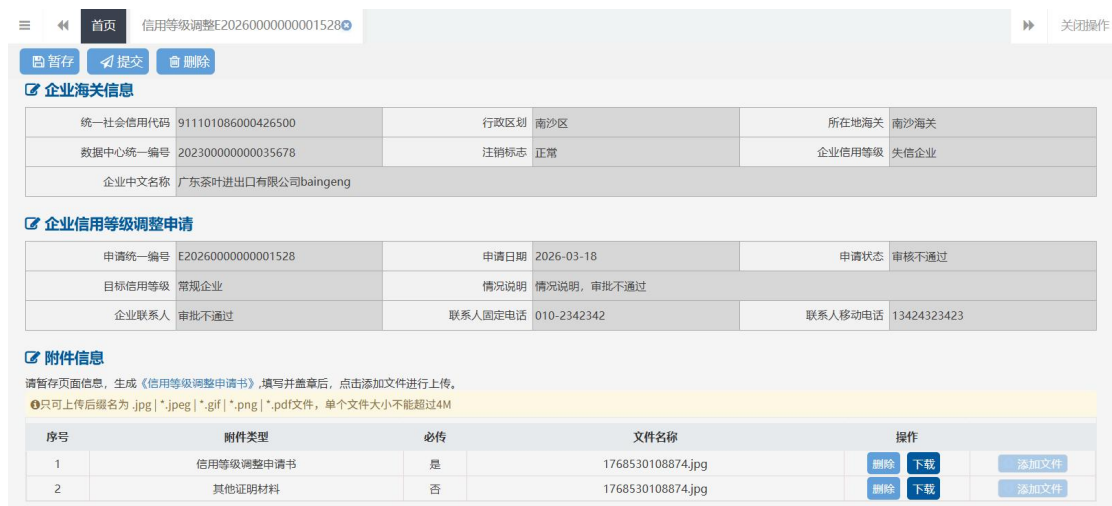 首页 信用等级调整E20260000000001528 关闭操作
暂存 提交 删除
企业海关信息
统一社会信用代码 911101086000426500 行政区划 南沙区 所在地海关 南沙海关
数据中心统一编号 202300000000035678 注销标志 正常 企业信用等级 失信企业
企业中文名称 广东茶叶进出口有限公司baingeng
企业信用等级调整申请
申请统一编号 E20260000000001528 申请日期 2026-03-18 申请状态 审核不通过
目标信用等级 常规企业 情况说明 情况说明，审批不通过
企业联系人 审批不通过 联系人固定电话 010-2342342 联系人移动电话 13424323423
附件信息
请暂存页面信息，生成《信用等级调整申请书》,填写并盖章后，点击添加文件进行上传。
只可上传后缀名为 .jpg | *.jpeg | *.gif | *.png | *.pdf文件，单个文件大小不能超过4M
序号 附件类型 必传 文件名称 操作
1 信用等级调整申请书 是 1768530108874.jpg 删除 下载 添加文件
2 其他证明材料 否 1768530108874.jpg 删除 下载 添加文件